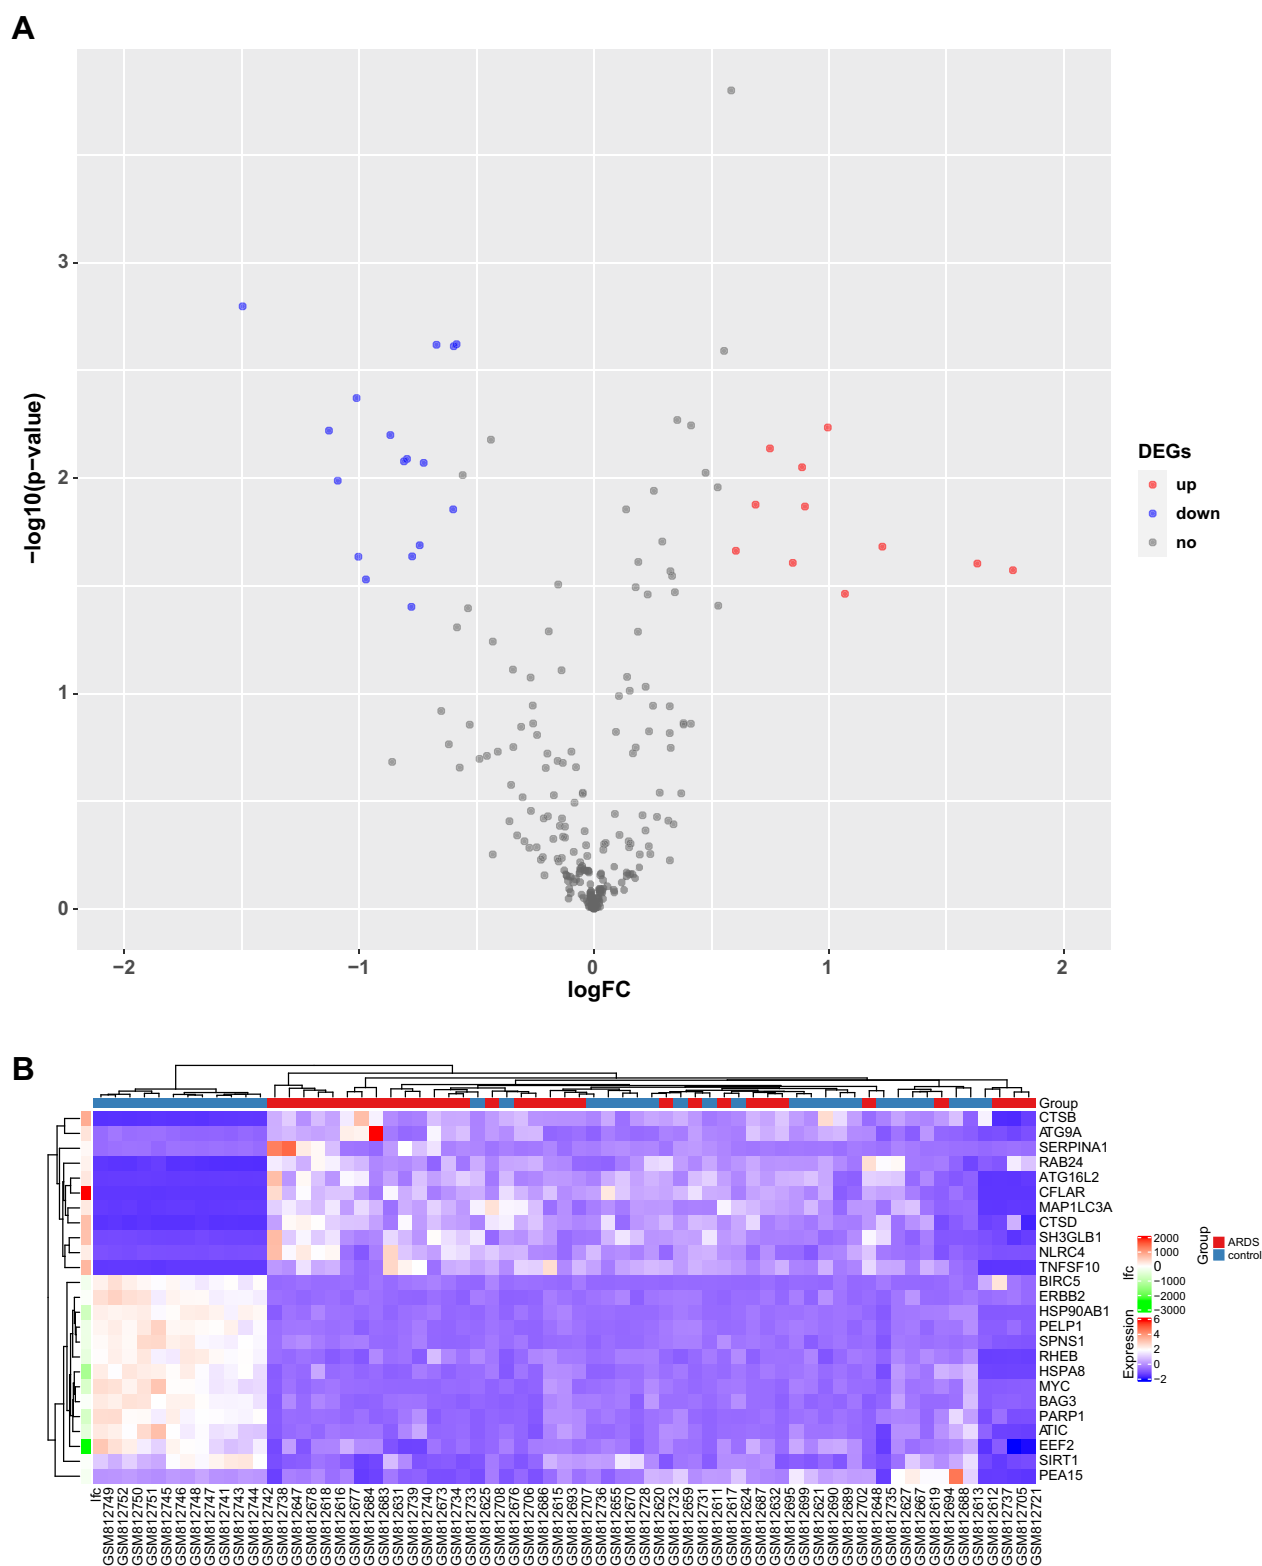 A
3
2
1
0
−log10(p−value)
−2
−1
0
1
2
logFC
DEGs
up
down
no
B
Group
CTSB
ATG9A
SERPINA1
RAB24
ATG16L2
CFLAR
MAP1LC3A
CTSD
SH3GLB1
NLRC4
TNFSF10
BIRC5
ERBB2
HSP90AB1
PELP1
SPNS1
RHEB
HSPA8
MYC
BAG3
PARP1
ATIC
EEF2
SIRT1
PEA15
lfc
GSM812749
GSM812752
GSM812750
GSM812751
GSM812745
GSM812746
GSM812748
GSM812747
GSM812741
GSM812743
GSM812744
GSM812742
GSM812738
GSM812647
GSM812678
GSM812618
GSM812616
GSM812677
GSM812684
GSM812683
GSM812631
GSM812739
GSM812740
GSM812673
GSM812734
GSM812733
GSM812625
GSM812708
GSM812676
GSM812706
GSM812686
GSM812615
GSM812693
GSM812707
GSM812736
GSM812655
GSM812670
GSM812728
GSM812620
GSM812732
GSM812659
GSM812731
GSM812611
GSM812617
GSM812624
GSM812687
GSM812632
GSM812695
GSM812699
GSM812621
GSM812690
GSM812689
GSM812702
GSM812648
GSM812735
GSM812627
GSM812667
GSM812619
GSM812694
GSM812688
GSM812613
GSM812612
GSM812737
GSM812705
GSM812721
lfc
2000
1000
0
−1000
−2000
−3000
Expression
6
4
2
0
−2
Group
ARDS
control